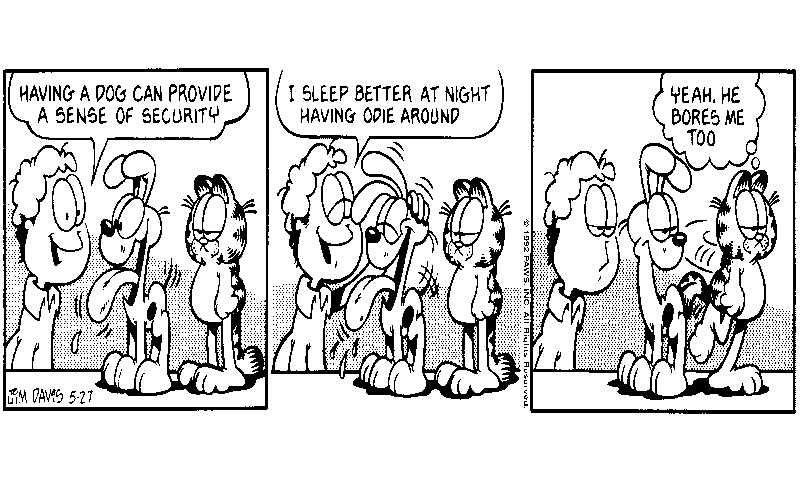 HAVING A DOG CAN PROVIDE
A SENSE OF SECURITY
JIM DAVIS 5-27
I SLEEP BETTER AT NIGHT
HAVING ODIE AROUND
© 1992 PAWS, INC. All Rights Reserved.
YEAH. HE
BORES ME
TOO